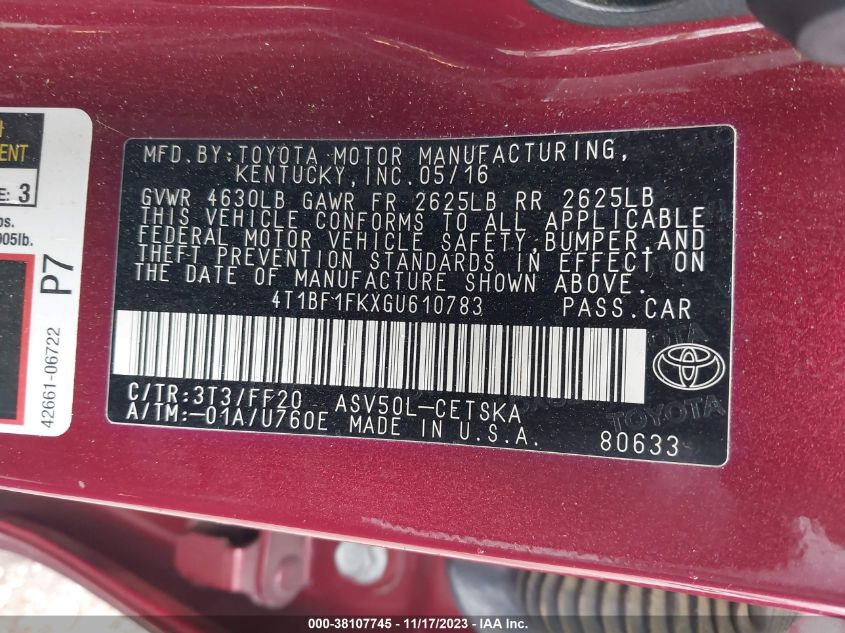 MFD.BY:TOYOTA MOTOR MANUFACTURING,
KENTUCKY, INC. 05/16
GVWR 4630LB GAWR FR 2625LB RR 2625LB
THIS VEHICLE CONFORMS TO ALL APPLICABLE
FEDERAL MOTOR VEHICLE SAFETY, BUMPER, AND
THEFT PREVENTION STANDARDS IN EFFECT ON
THE DATE OF MANUFACTURE SHOWN ABOVE.
4T1BF1FKXGU610783 PASS.CAR
C/TR:3T3/FF20 ASV50L-CETSKA
A/TM:-01A/U760E MADE IN U.S.A.
80633
TOYOTA
E: 3
905lb.
P7
42661-06722
000-38107745 - 11/17/2023 - © IAA Inc.